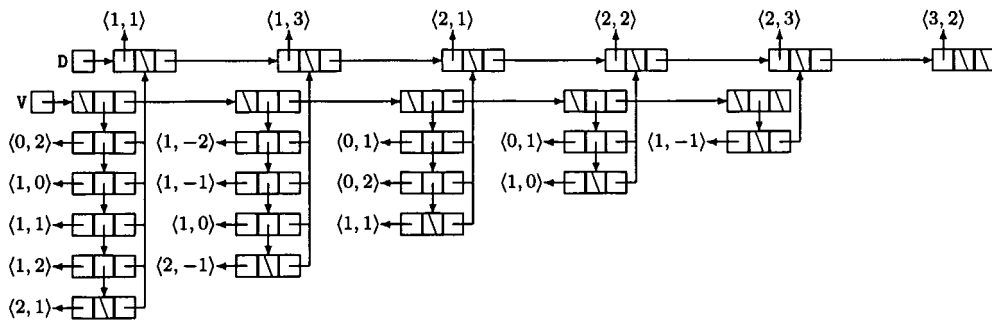 ⟨1, 1⟩ ⟨1, 3⟩ ⟨2, 1⟩ ⟨2, 2⟩ ⟨2, 3⟩ ⟨3, 2⟩
D
V
⟨0, 2⟩ ⟨1, −2⟩ ⟨0, 1⟩ ⟨0, 1⟩ ⟨1, −1⟩
⟨1, 0⟩ ⟨1, −1⟩ ⟨0, 2⟩ ⟨1, 0⟩
⟨1, 1⟩ ⟨1, 0⟩ ⟨1, 1⟩
⟨1, 2⟩ ⟨2, −1⟩
⟨2, 1⟩